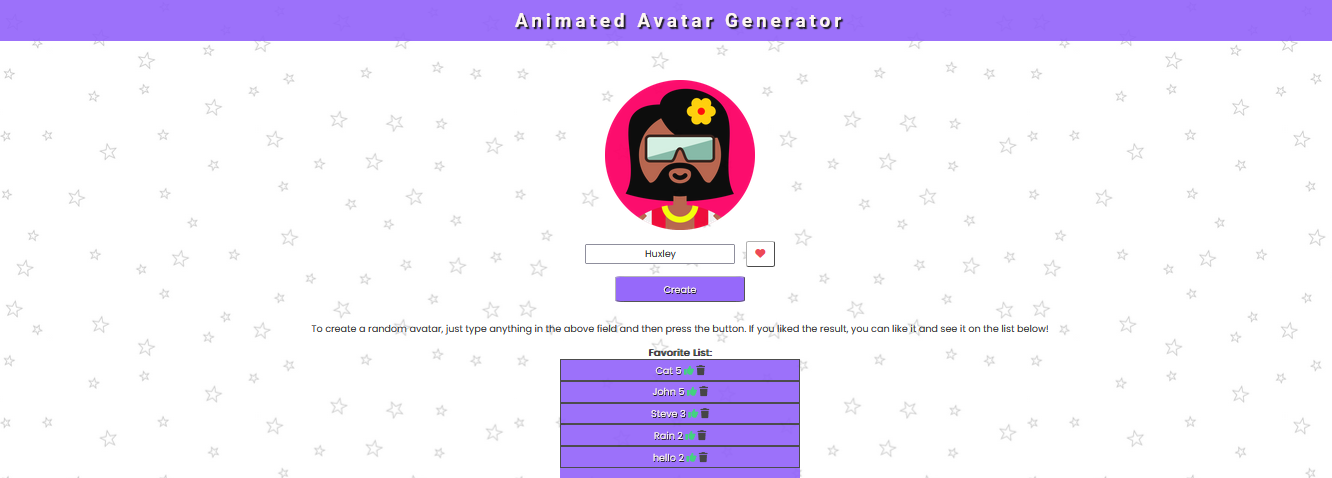 Animated Avatar Generator
Huxley
Create
To create a random avatar, just type anything in the above field and then press the button. If you liked the result, you can like it and see it on the list below!
Favorite List:
Cat 5
John 5
Steve 3
Rain 2
hello 2